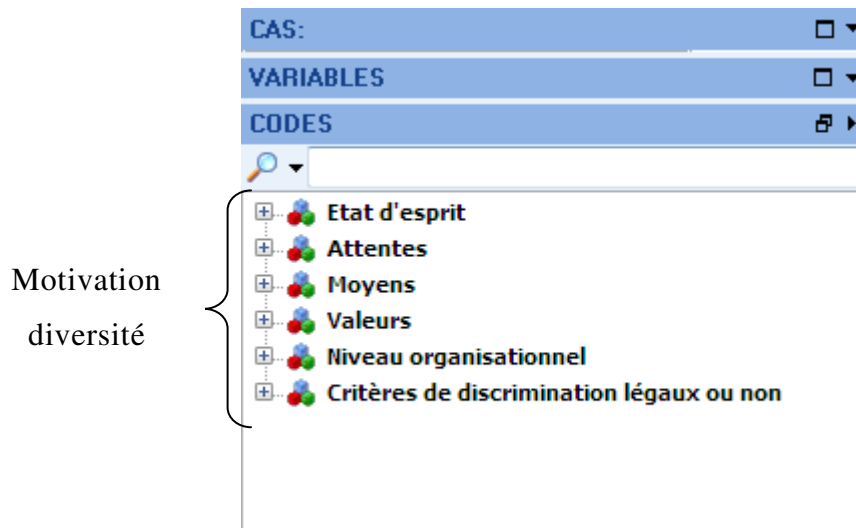 CAS:
VARIABLES
CODES
Motivation
diversité
Etat d'esprit
Attentes
Moyens
Valeurs
Niveau organisationnel
Critères de discrimination légaux ou non